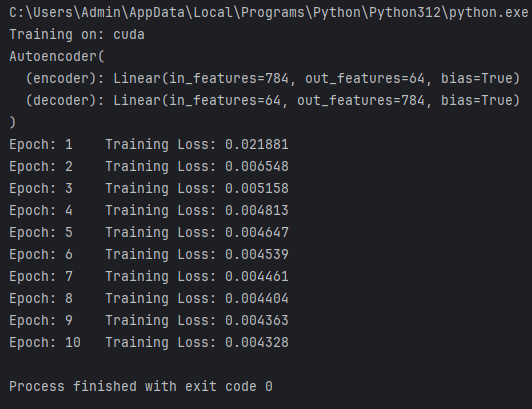 C:\Users\Admin\AppData\Local\Programs\Python\Python312\python.exe
Training on: cuda
Autoencoder(
  (encoder): Linear(in_features=784, out_features=64, bias=True)
  (decoder): Linear(in_features=64, out_features=784, bias=True)
)
Epoch: 1    Training Loss: 0.021881
Epoch: 2    Training Loss: 0.006548
Epoch: 3    Training Loss: 0.005158
Epoch: 4    Training Loss: 0.004813
Epoch: 5    Training Loss: 0.004647
Epoch: 6    Training Loss: 0.004539
Epoch: 7    Training Loss: 0.004461
Epoch: 8    Training Loss: 0.004404
Epoch: 9    Training Loss: 0.004363
Epoch: 10   Training Loss: 0.004328

Process finished with exit code 0